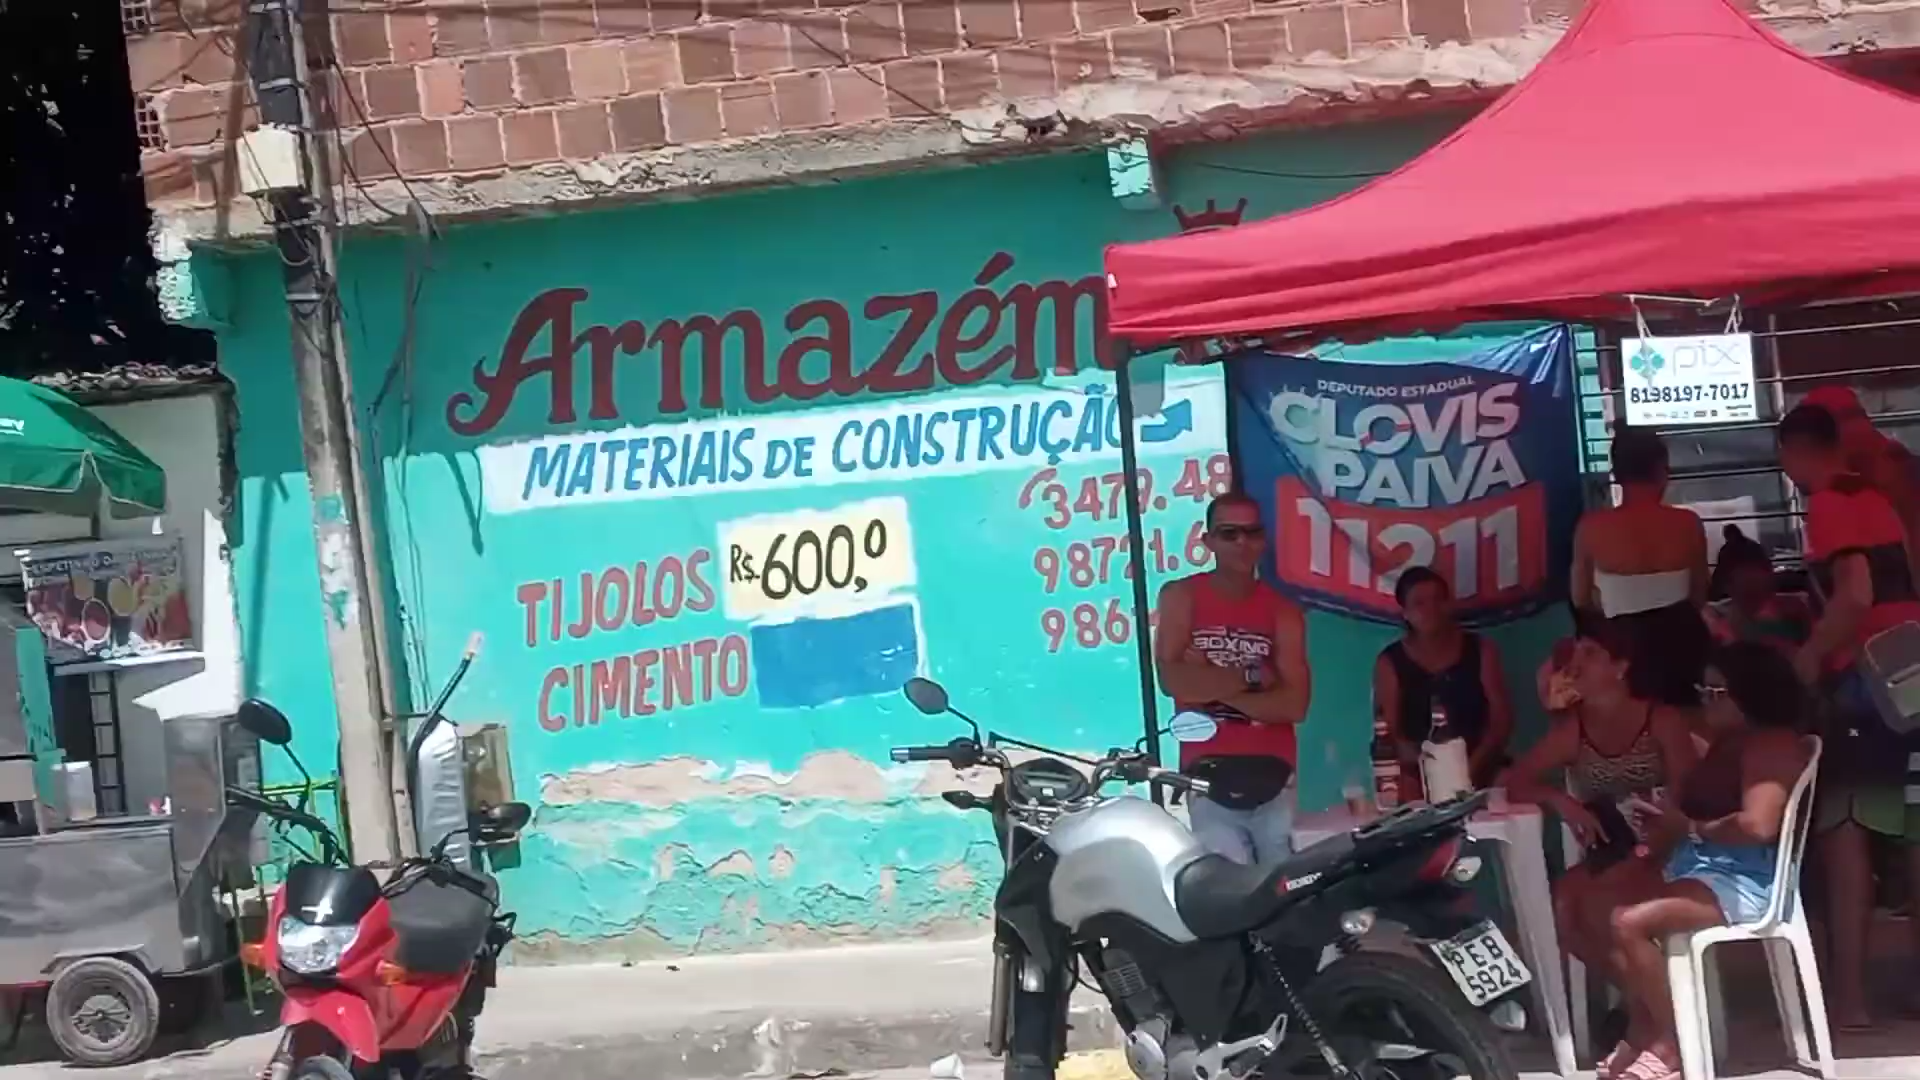 Armazém
MATERIAIS DE CONSTRUÇÃO
3479.48
TIJOLOS R$.600,0
98721.6
CIMENTO
986
DEPUTADO ESTADUAL
CLOVIS
PAIVA
11211
pix
8198197-7017
BOXING
PEB
5924